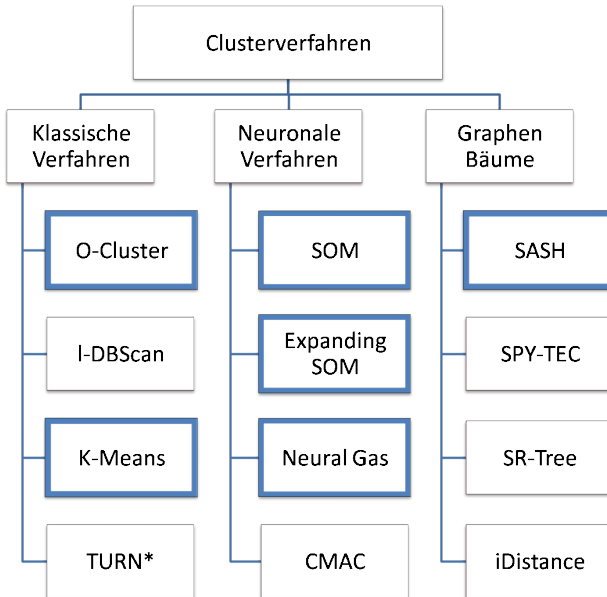 Clusterverfahren
Klassische
Verfahren
O-Cluster
l-DBScan
K-Means
TURN*
Neuronale
Verfahren
SOM
Expanding
SOM
Neural Gas
CMAC
Graphen
Bäume
SASH
SPY-TEC
SR-Tree
iDistance